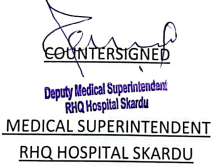 COUNTERSIGNED
Deputy Medical Superintendent
RHQ Hospital Skardu
MEDICAL SUPERINTENDENT
RHQ HOSPITAL SKARDU